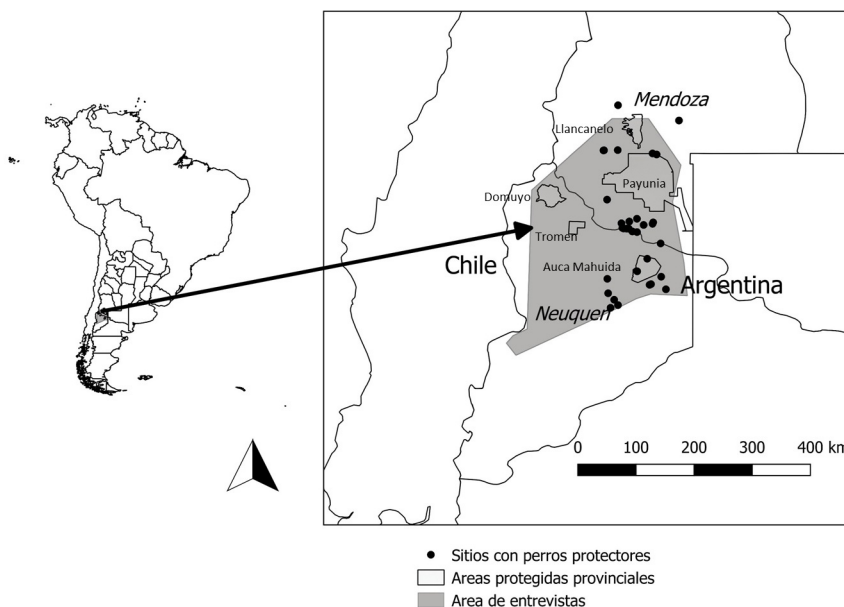 Mendoza
Llancanelo
Payunia
Domuyo
Tromen
Chile
Auca Mahuida
Argentina
Neuquen
0 100 200 300 400 km
Sitios con perros protectores
Areas protegidas provinciales
Area de entrevistas